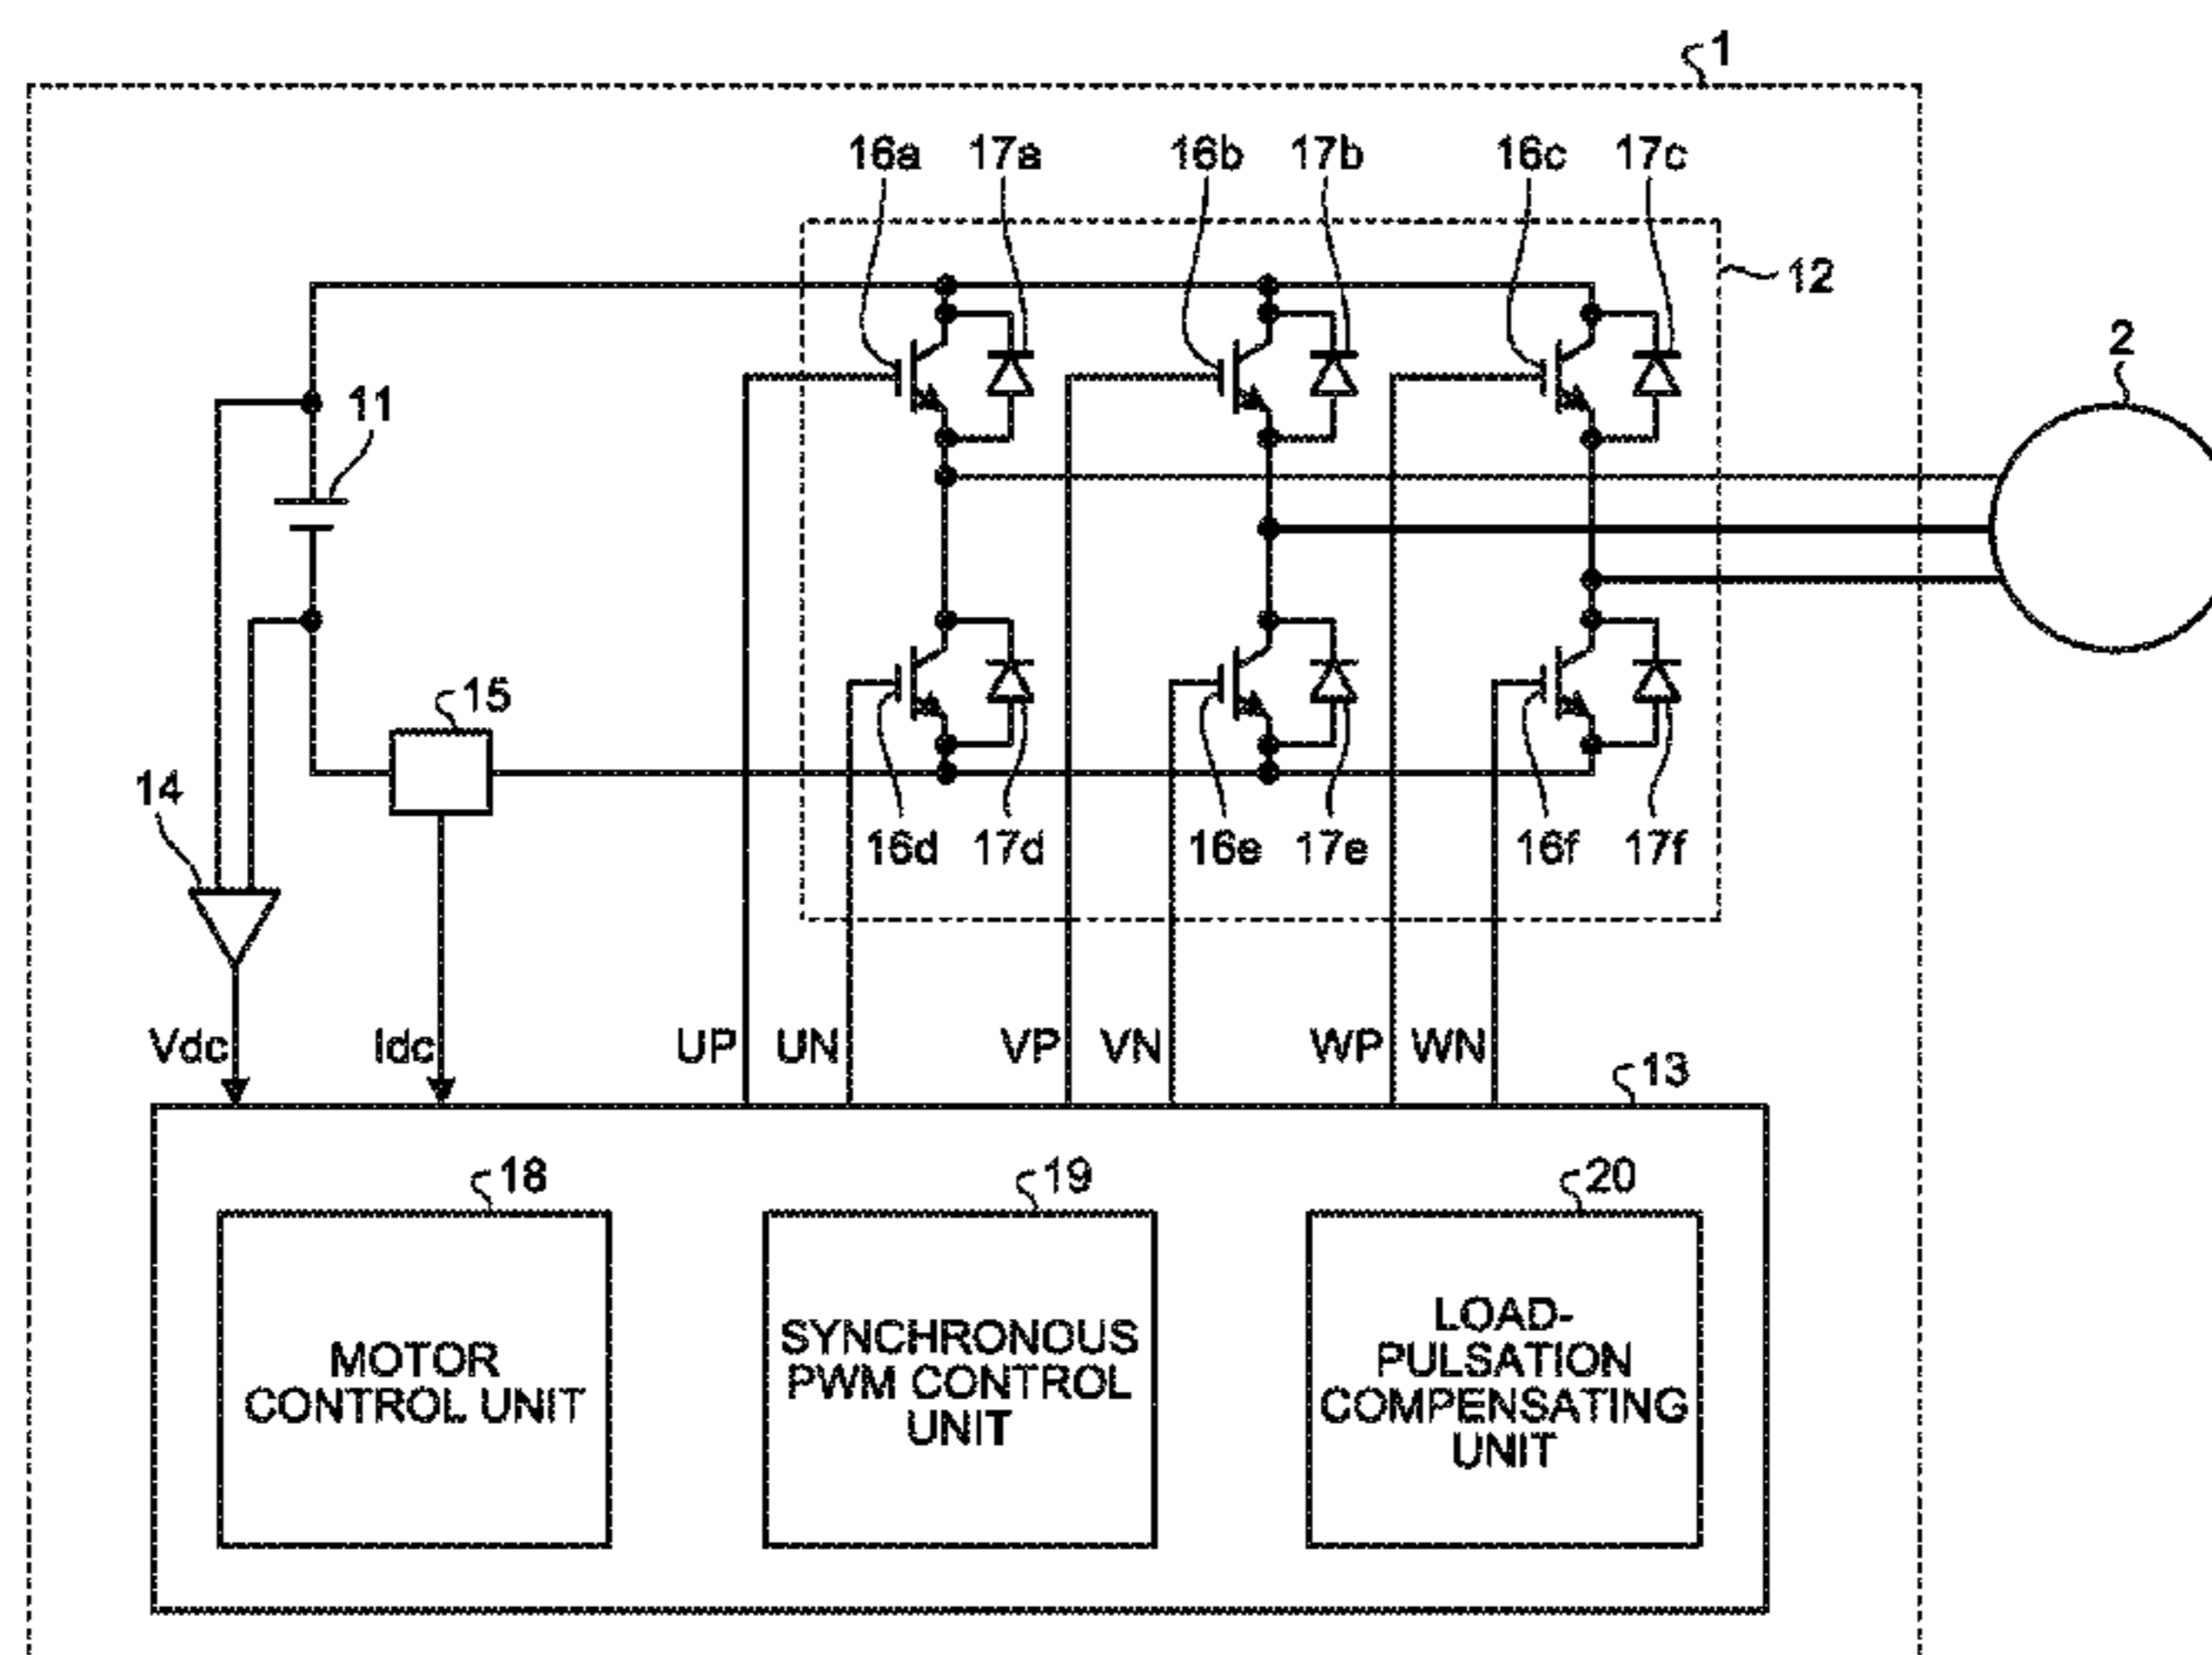 1
16a 17a 16b 17b 16c 17c
12
2
11
15
14
16d 17d 16e 17e 16f 17f
Vdc Idc UP UN VP VN WP WN
13
18 19 20
MOTOR
CONTROL UNIT
SYNCHRONOUS
PWM CONTROL
UNIT
LOAD-
PULSATION
COMPENSATING
UNIT